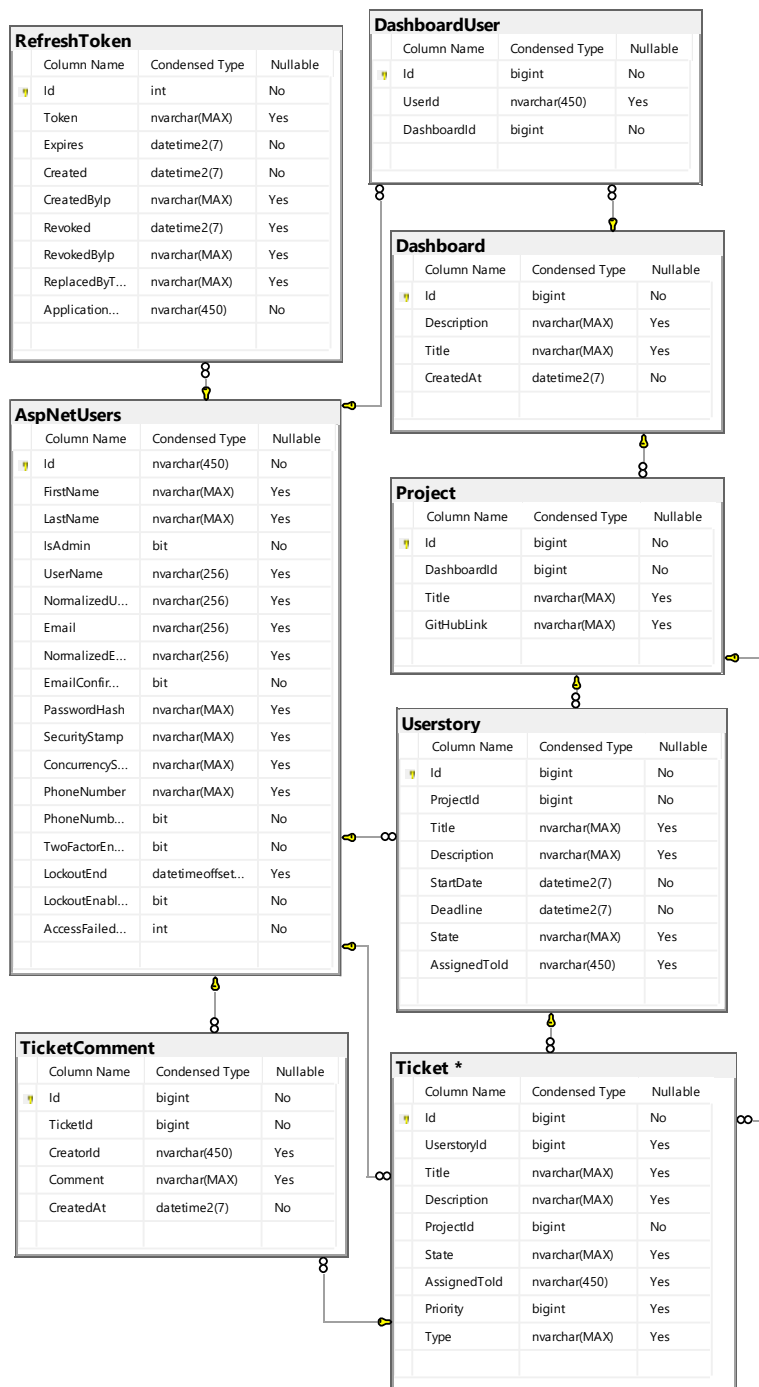 RefreshToken
Column Name Condensed Type Nullable
Id int No
Token nvarchar(MAX) Yes
Expires datetime2(7) No
Created datetime2(7) No
CreatedByIp nvarchar(MAX) Yes
Revoked datetime2(7) Yes
RevokedByIp nvarchar(MAX) Yes
ReplacedByT... nvarchar(MAX) Yes
Application... nvarchar(450) No
DashboardUser
Column Name Condensed Type Nullable
Id bigint No
UserId nvarchar(450) Yes
DashboardId bigint No
Dashboard
Column Name Condensed Type Nullable
Id bigint No
Description nvarchar(MAX) Yes
Title nvarchar(MAX) Yes
CreatedAt datetime2(7) No
AspNetUsers
Column Name Condensed Type Nullable
Id nvarchar(450) No
FirstName nvarchar(MAX) Yes
LastName nvarchar(MAX) Yes
IsAdmin bit No
UserName nvarchar(256) Yes
NormalizedU... nvarchar(256) Yes
Email nvarchar(256) Yes
NormalizedE... nvarchar(256) Yes
EmailConfir... bit No
PasswordHash nvarchar(MAX) Yes
SecurityStamp nvarchar(MAX) Yes
ConcurrencyS... nvarchar(MAX) Yes
PhoneNumber nvarchar(MAX) Yes
PhoneNumb... bit No
TwoFactorEn... bit No
LockoutEnd datetimeoffset... Yes
LockoutEnabl... bit No
AccessFailed... int No
Project
Column Name Condensed Type Nullable
Id bigint No
DashboardId bigint No
Title nvarchar(MAX) Yes
GitHubLink nvarchar(MAX) Yes
Userstory
Column Name Condensed Type Nullable
Id bigint No
ProjectId bigint No
Title nvarchar(MAX) Yes
Description nvarchar(MAX) Yes
StartDate datetime2(7) No
Deadline datetime2(7) No
State nvarchar(MAX) Yes
AssignedToId nvarchar(450) Yes
TicketComment
Column Name Condensed Type Nullable
Id bigint No
TicketId bigint No
CreatorId nvarchar(450) Yes
Comment nvarchar(MAX) Yes
CreatedAt datetime2(7) No
Ticket *
Column Name Condensed Type Nullable
Id bigint No
UserstoryId bigint Yes
Title nvarchar(MAX) Yes
Description nvarchar(MAX) Yes
ProjectId bigint No
State nvarchar(MAX) Yes
AssignedToId nvarchar(450) Yes
Priority bigint Yes
Type nvarchar(MAX) Yes